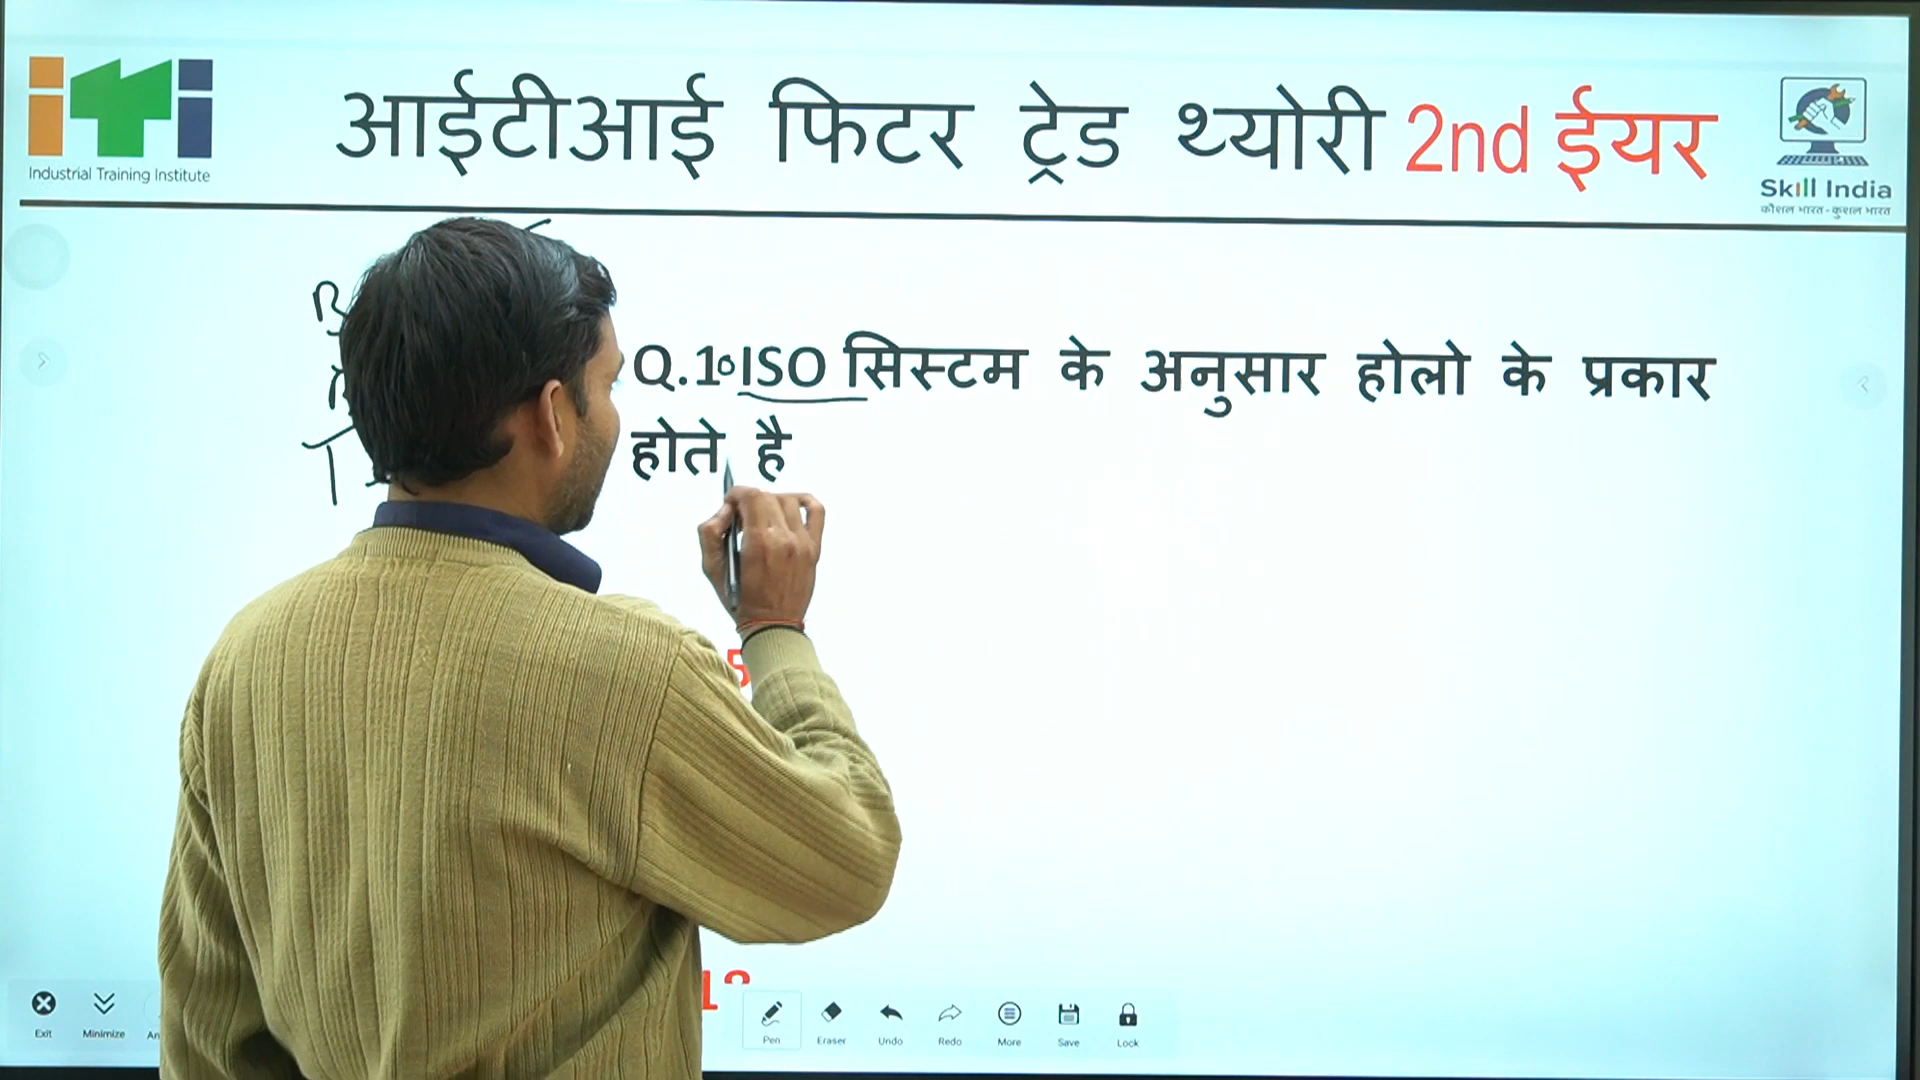 आईटीआई फिटर ट्रेड थ्योरी 2nd ईयर
Industrial Training Institute
Skill India
कौशल भारत - कुशल भारत
Q.1 ISO सिस्टम के अनुसार होलो के प्रकार
होते है
Exit
Minimize
Pen
Eraser
Undo
Redo
More
Save
Lock